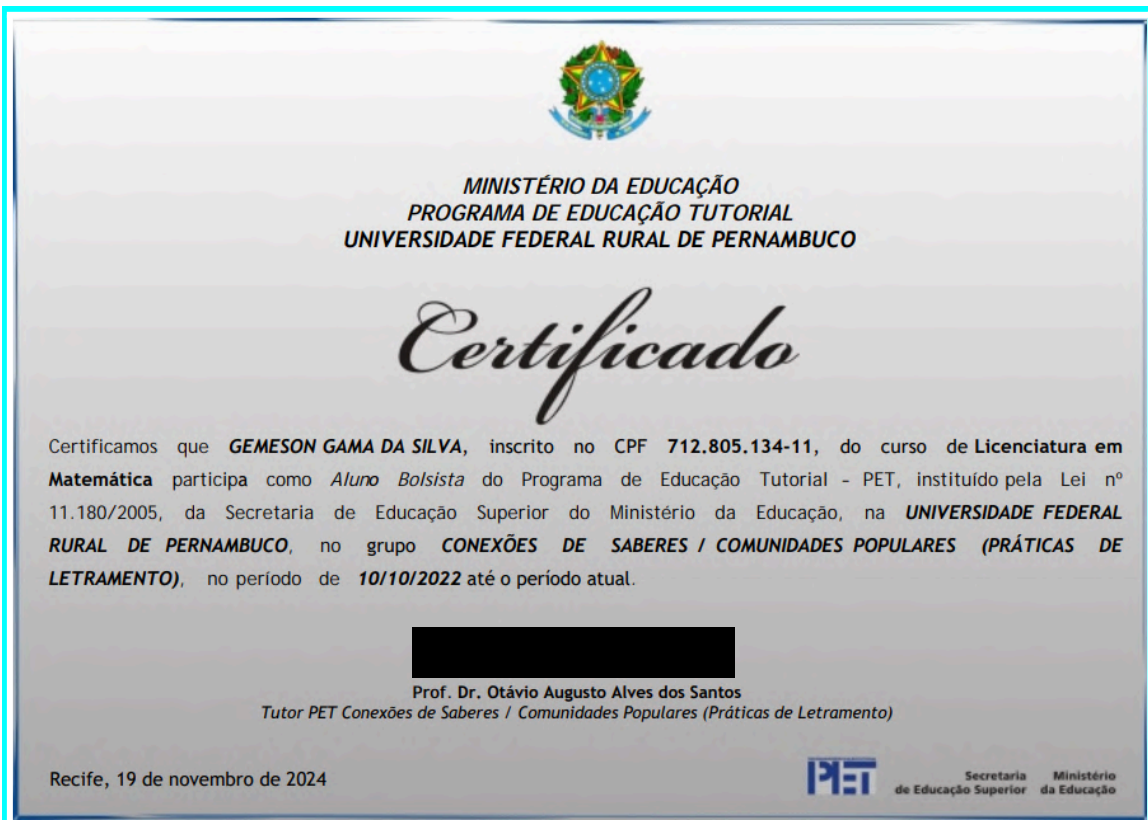 MINISTÉRIO DA EDUCAÇÃO
PROGRAMA DE EDUCAÇÃO TUTORIAL
UNIVERSIDADE FEDERAL RURAL DE PERNAMBUCO
Certificado
Certificamos que GEMESON GAMA DA SILVA, inscrito no CPF 712.805.134-11, do curso de Licenciatura em
Matemática participa como Aluno Bolsista do Programa de Educação Tutorial – PET, instituído pela Lei nº
11.180/2005, da Secretaria de Educação Superior do Ministério da Educação, na UNIVERSIDADE FEDERAL
RURAL DE PERNAMBUCO, no grupo CONEXÕES DE SABERES / COMUNIDADES POPULARES (PRÁTICAS DE
LETRAMENTO), no período de 10/10/2022 até o período atual.
Prof. Dr. Otávio Augusto Alves dos Santos
Tutor PET Conexões de Saberes / Comunidades Populares (Práticas de Letramento)
Recife, 19 de novembro de 2024
PET
Secretaria de Educação Superior
Ministério da Educação